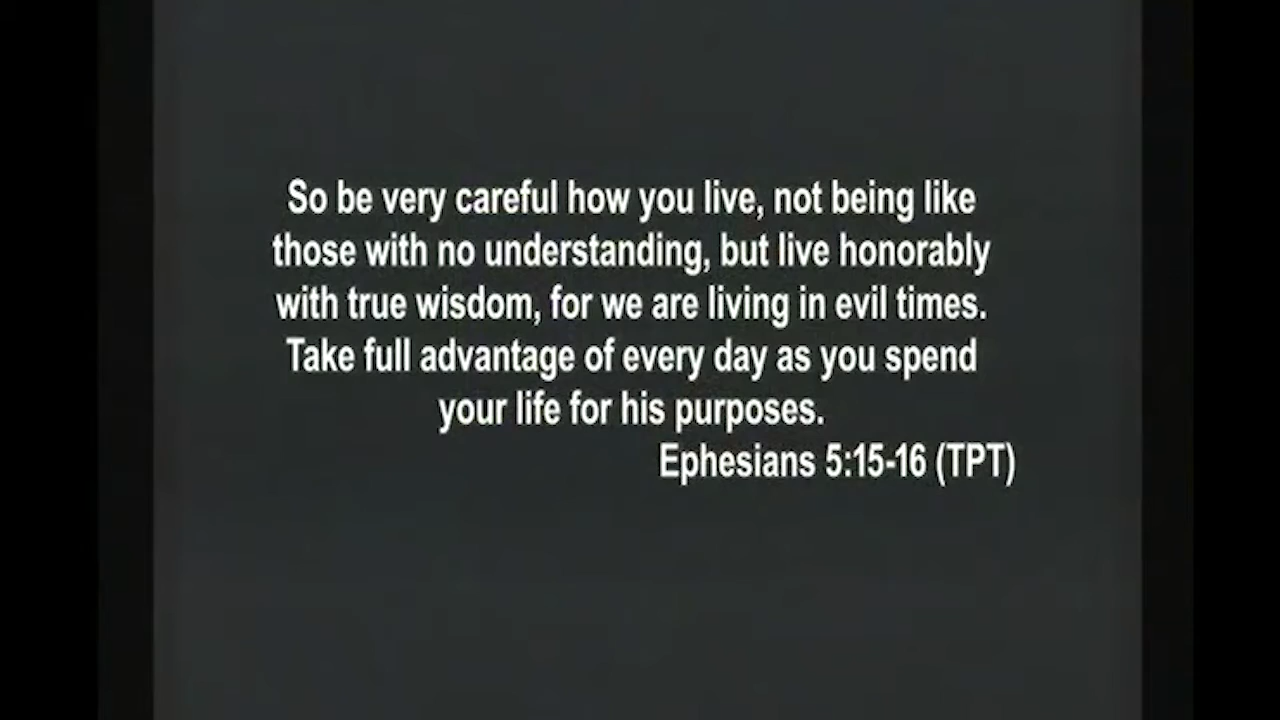 So be very careful how you live, not being like
those with no understanding, but live honorably
with true wisdom, for we are living in evil times.
Take full advantage of every day as you spend
your life for his purposes.
Ephesians 5:15-16 (TPT)